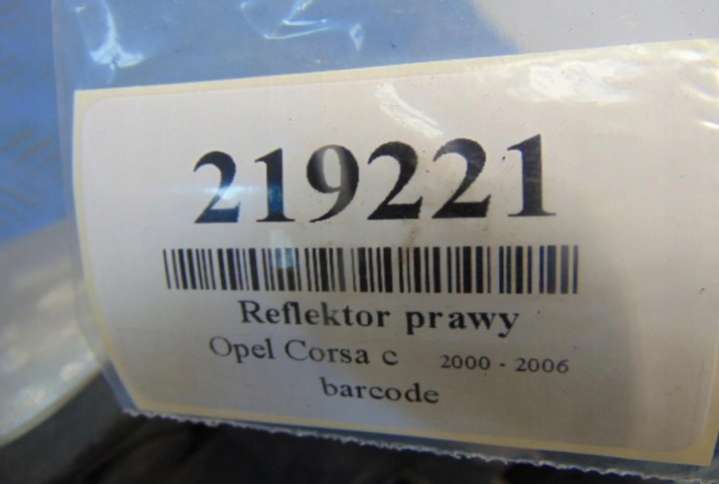 219221
Reflektor prawy
Opel Corsa c 2000 - 2006
barcode